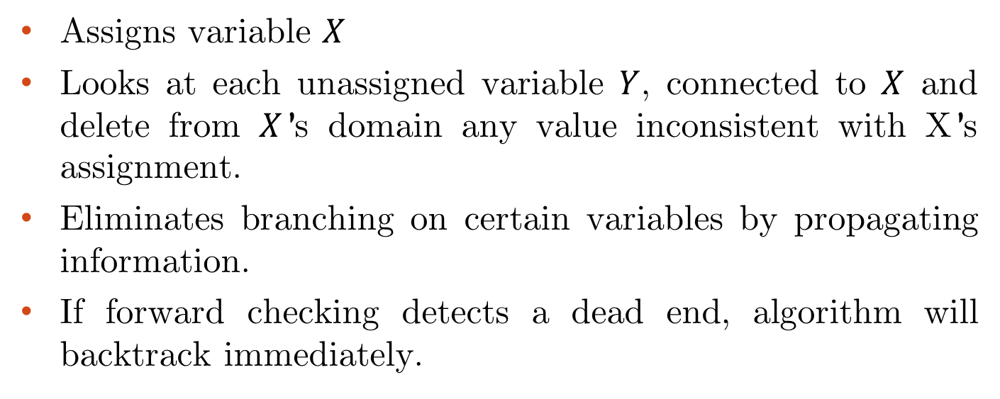 • Assigns variable X
• Looks at each unassigned variable Y, connected to X and
delete from X's domain any value inconsistent with X's
assignment.
• Eliminates branching on certain variables by propagating
information.
• If forward checking detects a dead end, algorithm will
backtrack immediately.